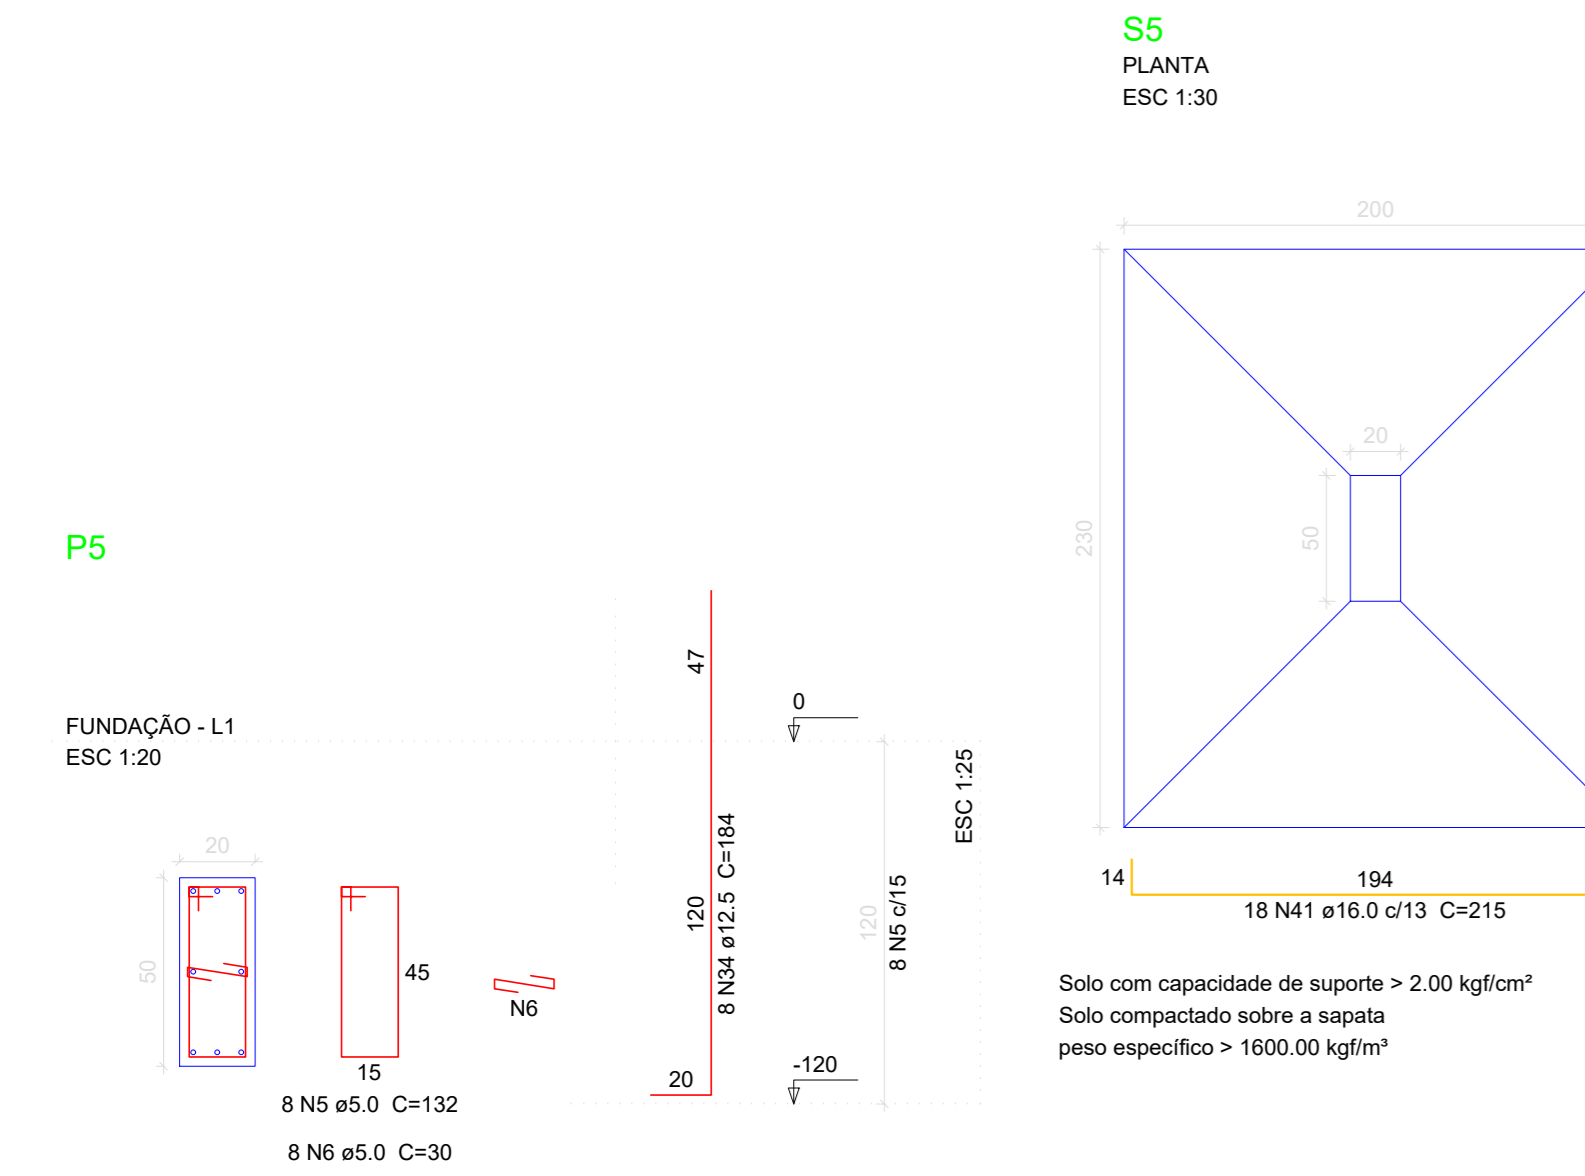 S5
PLANTA
ESC 1:30
200
20
50
230
14
194
18 N41 ø16.0 c/13 C=215
Solo com capacidade de suporte > 2.00 kgf/cm²
Solo compactado sobre a sapata
peso específico > 1600.00 kgf/m³
P5
FUNDAÇÃO - L1
ESC 1:20
20
50
45
15
8 N5 ø5.0 C=132
8 N6 ø5.0 C=30
N6
47
120
8 N34 ø12.5 C=184
20
0
-120
120
8 N5 c/15
ESC 1:25